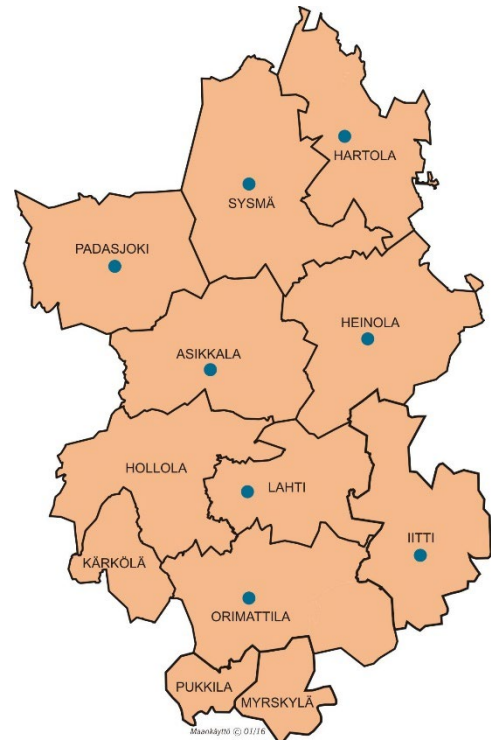 HARTOLA
SYSMÄ
PADASJOKI
HEINOLA
ASIKKALA
HOLLOLA
LAHTI
IITTI
KÄRKÖLÄ
ORIMATTILA
PUKKILA
MYRSKYLÄ
Maankäyttö © 01/16